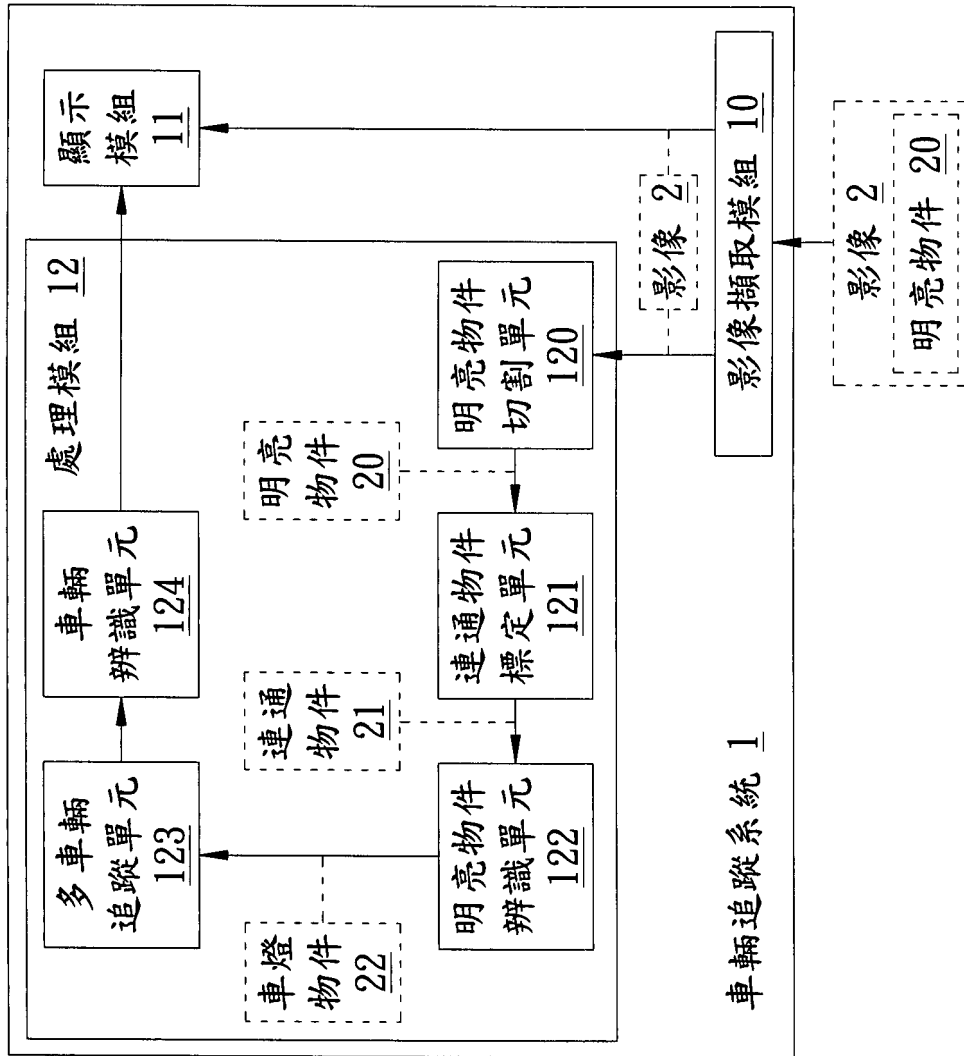 車輛追蹤系統 1
處理模組 12
多車輛
追蹤單元
123
車輛
辨識單元
124
顯示
模組
11
車燈
物件
22
連通
物件
21
明亮
物件
20
明亮物件
辨識單元
122
連通物件
標定單元
121
明亮物件
切割單元
120
影像 2
影像擷取模組 10
影像 2
明亮物件 20